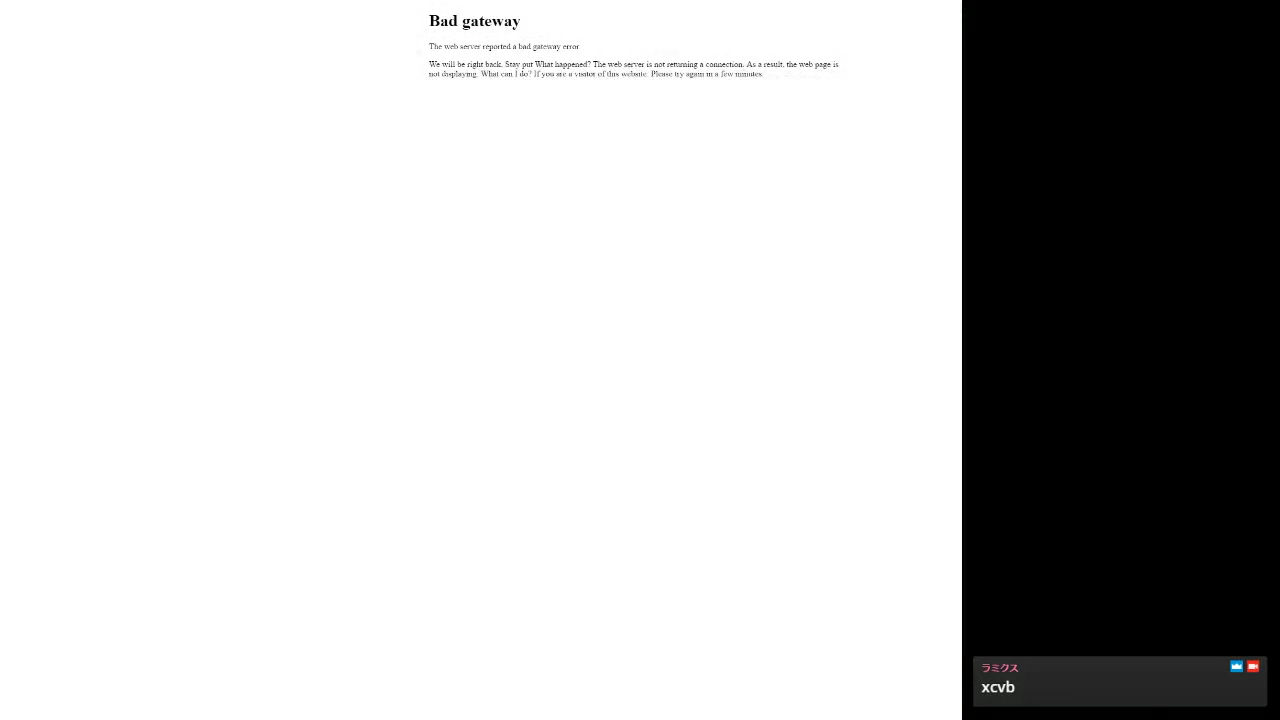 Bad gateway
The web server reported a bad gateway error
We will be right back. Stay put What happened? The web server is not returning a connection. As a result, the web page is
not displaying. What can I do? If you are a visitor of this website: Please try again in a few minutes.
ラミクス
xcvb